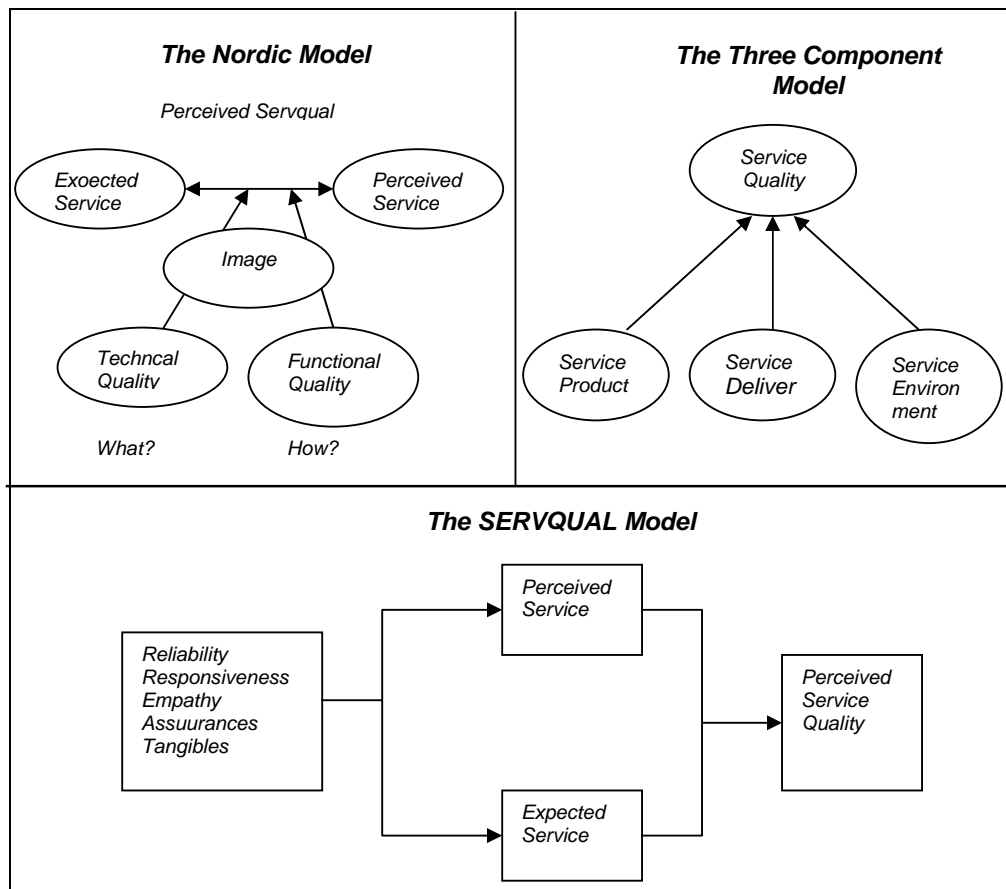 The Nordic Model
Perceived Servqual
Exoected
Service
Perceived
Service
Image
Techncal
Quality
Functional
Quality
What?
How?
The Three Component
Model
Service
Quality
Service
Product
Service
Deliver
Service
Environ
ment
The SERVQUAL Model
Reliability
Responsiveness
Empathy
Assuurances
Tangibles
Perceived
Service
Expected
Service
Perceived
Service
Quality